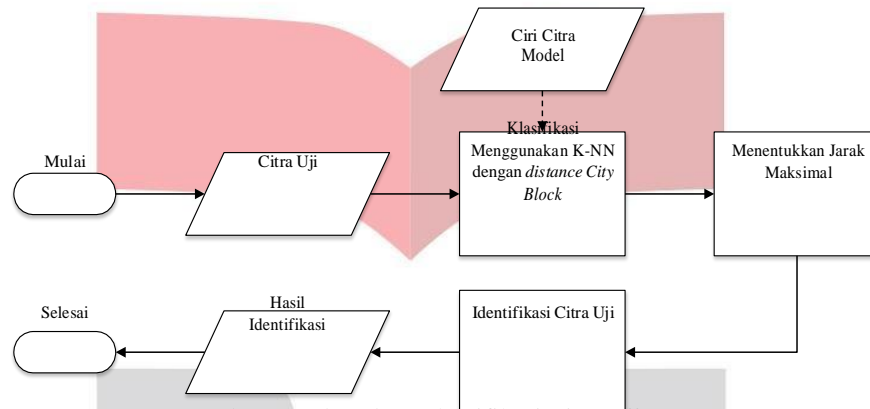 Ciri Citra
Model
Mulai
Citra Uji
Klasifikasi
Menggunakan K-NN
dengan distance City
Block
Menentukkan Jarak
Maksimal
Selesai
Hasil
Identifikasi
Identifikasi Citra Uji